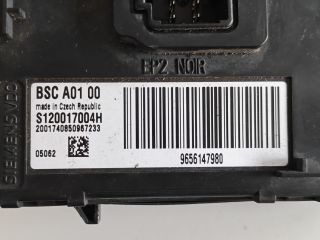 EP2 NOIR
BSC A01 00
made in Czech Republic
S120017004H
2001740850987233
05062
9656147980
SIEMENS VDO